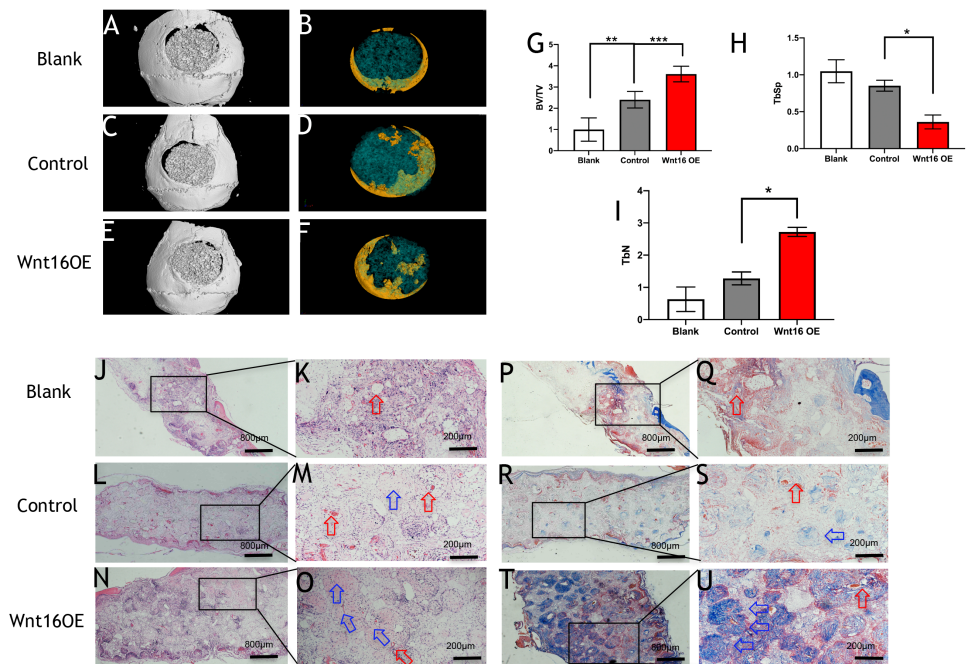 A
B
Blank
C
D
Control
E
F
Wnt16OE
G
**
***
BV/TV
5
4
3
2
1
0
Blank
Control
Wnt16 OE
H
*
TbSp
1.5
1.0
0.5
0.0
Blank
Control
Wnt16 OE
I
*
TbN
4
3
2
1
0
Blank
Control
Wnt16 OE
Blank
J
800μm
K
200μm
P
800μm
Q
200μm
Control
L
800μm
M
200μm
R
800μm
S
200μm
Wnt16OE
N
800μm
O
200μm
T
800μm
U
200μm